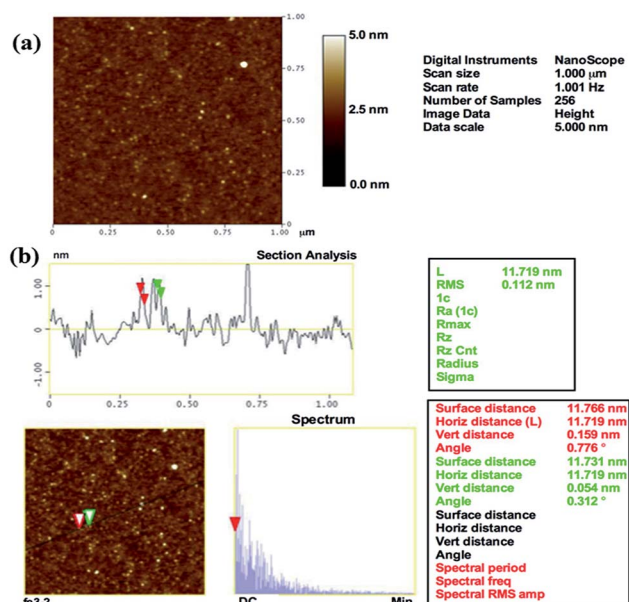 (a)
1.00
0.75
0.50
0.25
0
0 0.25 0.50 0.75 1.00
μm
5.0 nm
2.5 nm
0.0 nm
Digital Instruments NanoScope
Scan size 1.000 μm
Scan rate 1.001 Hz
Number of Samples 256
Image Data Height
Data scale 5.000 nm
(b)
nm Section Analysis
1.00
0
-1.00
0 0.25 0.50 0.75 1.00
L 11.719 nm
RMS 0.112 nm
1c
Ra (1c)
Rmax
Rz
Rz Cnt
Radius
Sigma
Spectrum
DC Min
Surface distance 11.766 nm
Horiz distance (L) 11.719 nm
Vert distance 0.159 nm
Angle 0.776 °
Surface distance 11.731 nm
Horiz distance 11.719 nm
Vert distance 0.054 nm
Angle 0.312 °
Surface distance
Horiz distance
Vert distance
Angle
Spectral period
Spectral freq
Spectral RMS amp